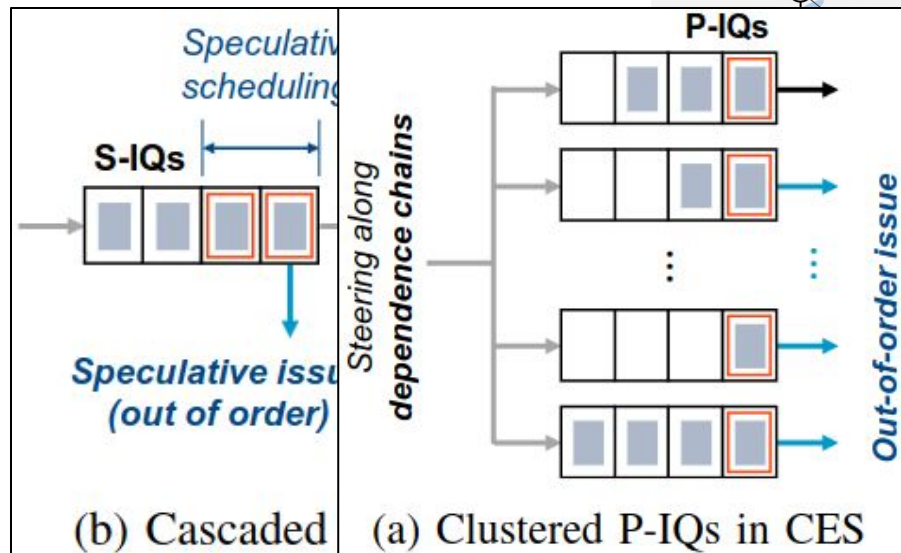 Speculativ
scheduling
S-IQs
Speculative issu
(out of order)
(b) Cascaded
P-IQs
Steering along
dependence chains
Out-of-order issue
(a) Clustered P-IQs in CES